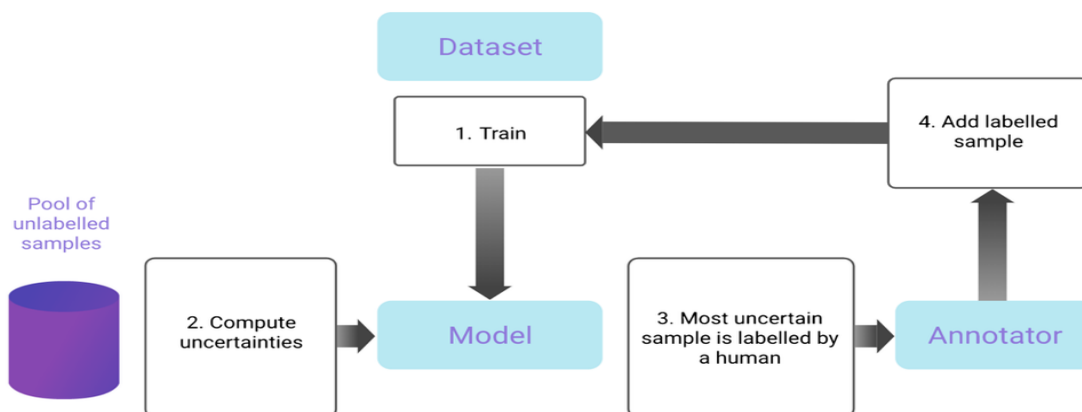 Dataset
1. Train
4. Add labelled
sample
Pool of
unlabelled
samples
2. Compute
uncertainties
Model
3. Most uncertain
sample is labelled by
a human
Annotator